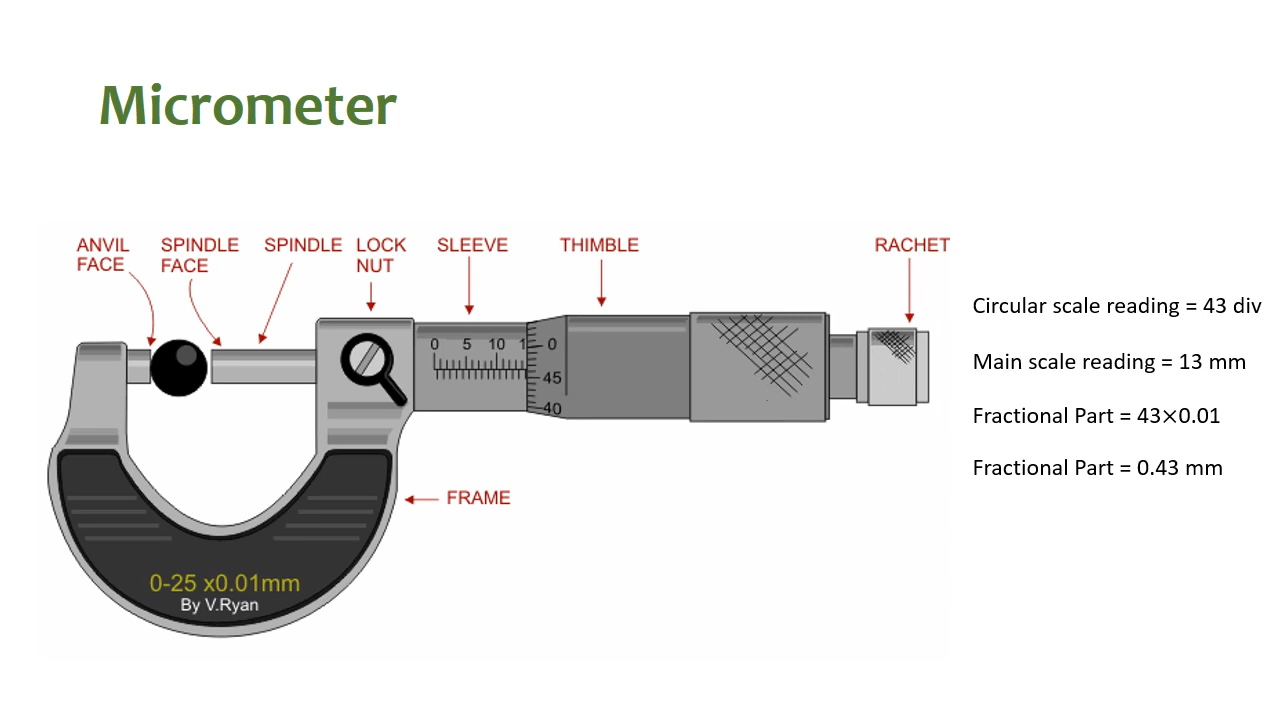 Micrometer
ANVIL FACE
SPINDLE FACE
SPINDLE
LOCK NUT
SLEEVE
THIMBLE
RACHET
0 5 10 1
0
45
40
FRAME
0-25 x0.01mm
By V.Ryan
Circular scale reading = 43 div
Main scale reading = 13 mm
Fractional Part = 43×0.01
Fractional Part = 0.43 mm